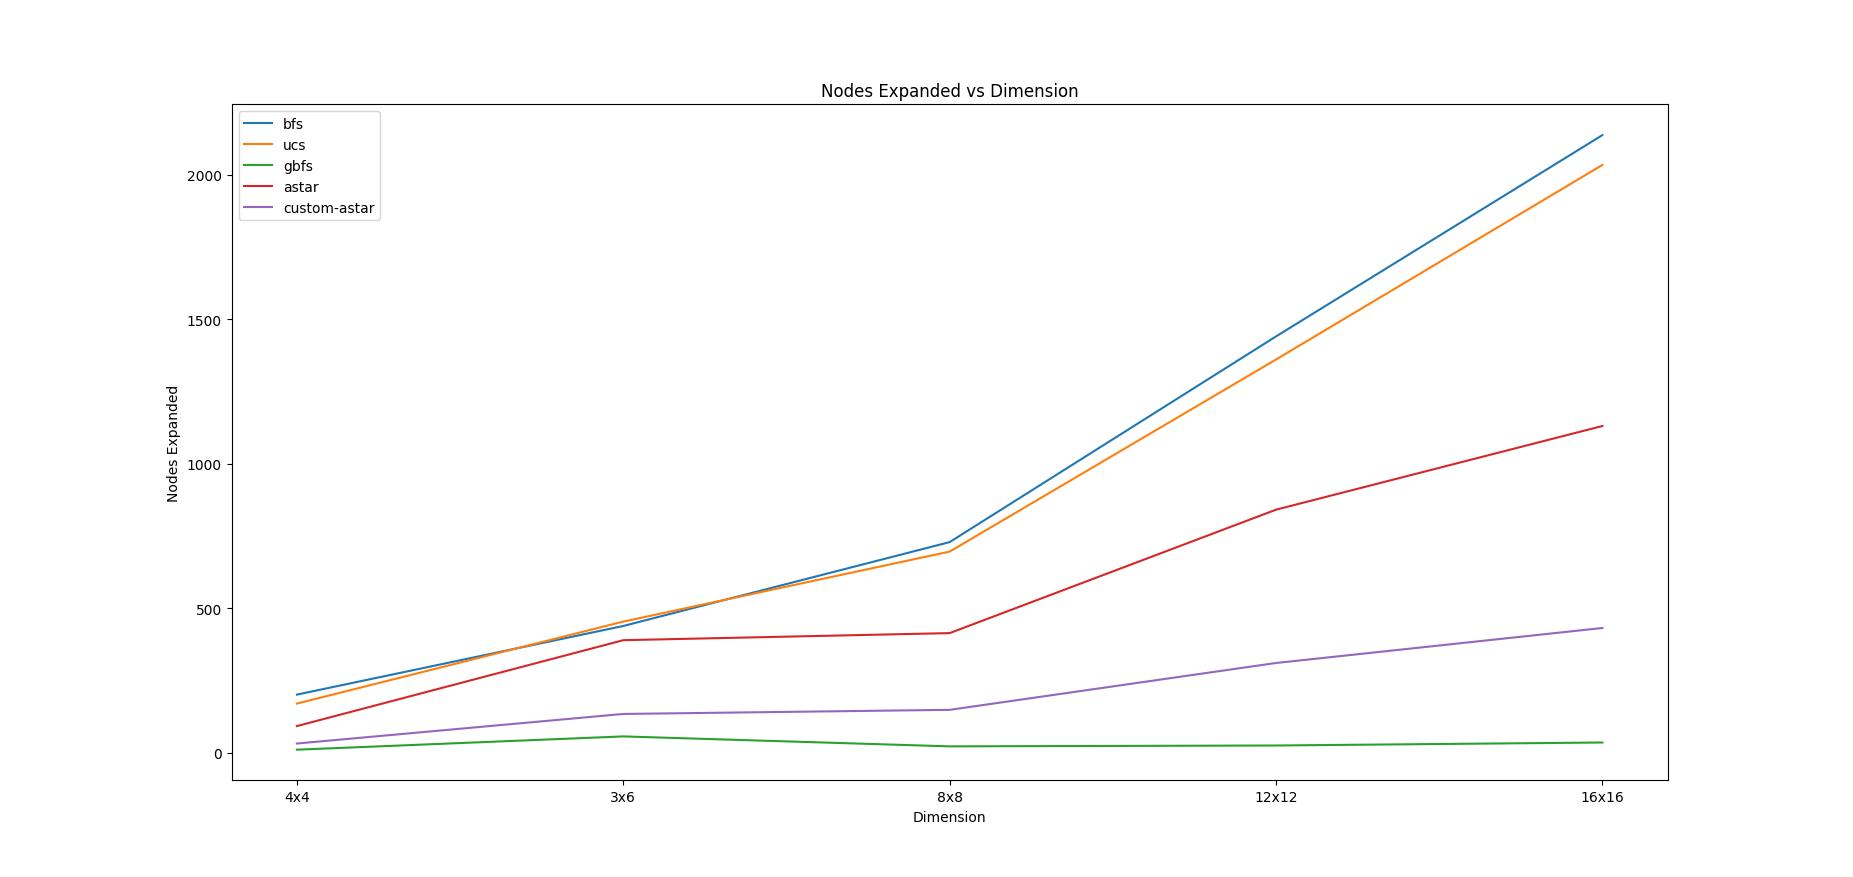 Nodes Expanded vs Dimension
bfs
ucs
gbfs
astar
custom-astar
2000
1500
1000
500
0
Nodes Expanded
4x4 3x6 8x8 12x12 16x16
Dimension